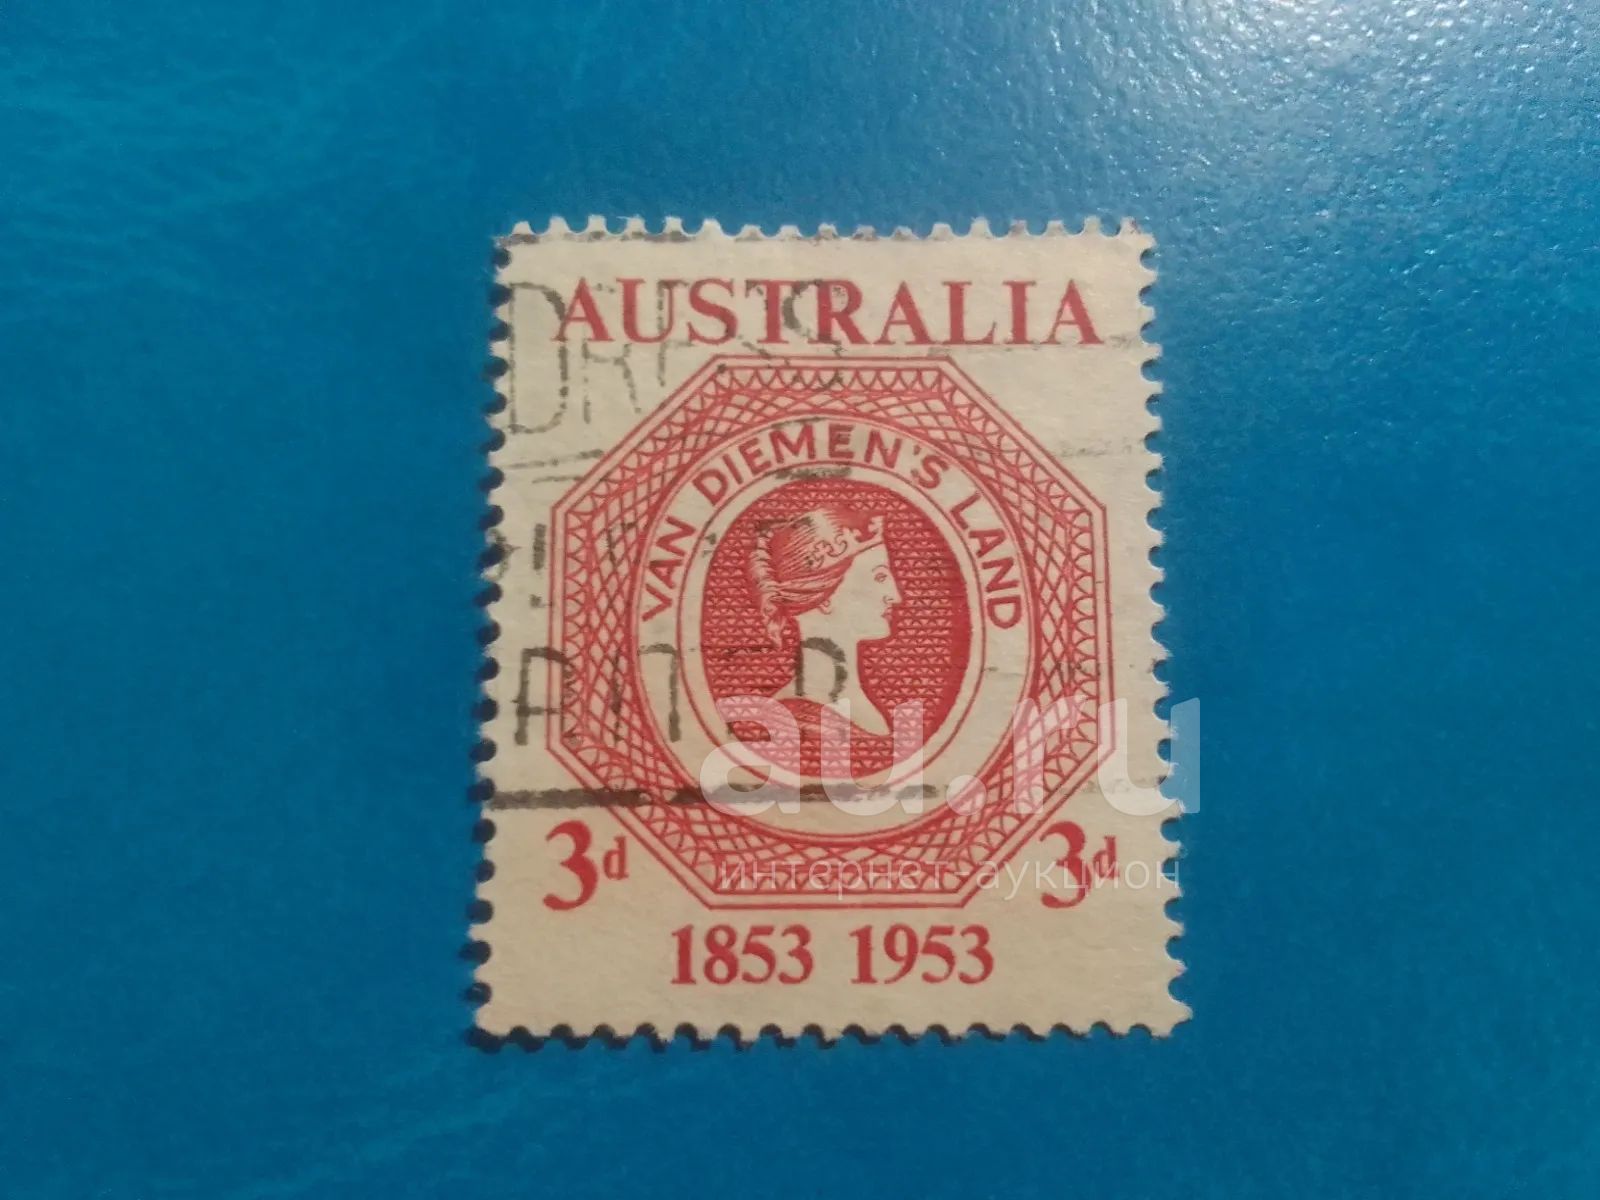 AUSTRALIA
VAN DIEMEN'S LAND
3d 3d
1853 1953
au.ru
интернет-аукцион